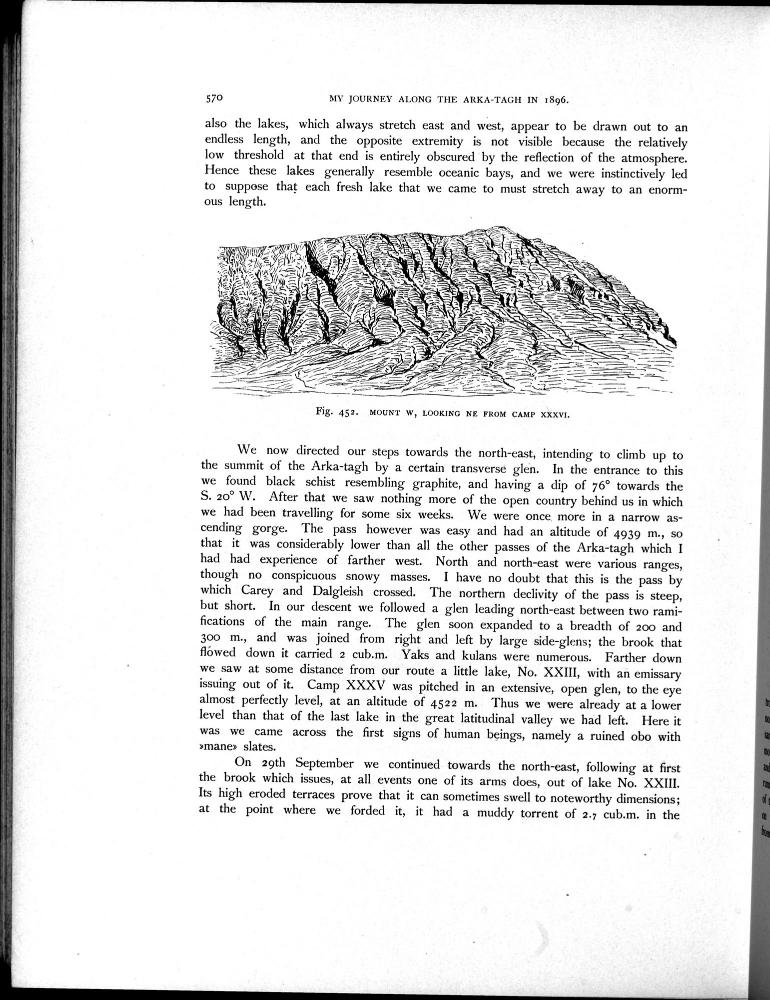 570 MY JOURNEY ALONG THE ARKA-TAGH IN 1896.
also the lakes, which always stretch east and west, appear to be drawn out to an
endless length, and the opposite extremity is not visible because the relatively
low threshold at that end is entirely obscured by the reflection of the atmosphere.
Hence these lakes generally resemble oceanic bays, and we were instinctively led
to suppose that each fresh lake that we came to must stretch away to an enorm-
ous length.
Fig. 452. MOUNT W, LOOKING NE FROM CAMP XXXVI.
We now directed our steps towards the north-east, intending to climb up to
the summit of the Arka-tagh by a certain transverse glen. In the entrance to this
we found black schist resembling graphite, and having a dip of 76° towards the
S. 20° W. After that we saw nothing more of the open country behind us in which
we had been travelling for some six weeks. We were once more in a narrow as-
cending gorge. The pass however was easy and had an altitude of 4939 m., so
that it was considerably lower than all the other passes of the Arka-tagh which I
had had experience of farther west. North and north-east were various ranges,
though no conspicuous snowy masses. I have no doubt that this is the pass by
which Carey and Dalgleish crossed. The northern declivity of the pass is steep,
but short. In our descent we followed a glen leading north-east between two rami-
fications of the main range. The glen soon expanded to a breadth of 200 and
300 m., and was joined from right and left by large side-glens; the brook that
flowed down it carried 2 cub.m. Yaks and kulans were numerous. Farther down
we saw at some distance from our route a little lake, No. XXIII, with an emissary
issuing out of it. Camp XXXV was pitched in an extensive, open glen, to the eye
almost perfectly level, at an altitude of 4522 m. Thus we were already at a lower
level than that of the last lake in the great latitudinal valley we had left. Here it
was we came across the first signs of human beings, namely a ruined obo with
»mane» slates.
On 29th September we continued towards the north-east, following at first
the brook which issues, at all events one of its arms does, out of lake No. XXIII.
Its high eroded terraces prove that it can sometimes swell to noteworthy dimensions;
at the point where we forded it, it had a muddy torrent of 2.7 cub.m. in the